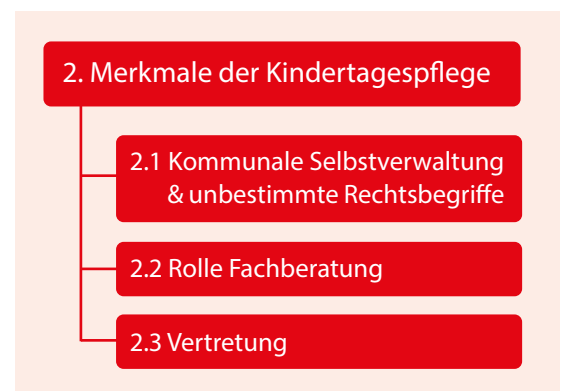 2. Merkmale der Kindertagespflege
2.1 Kommunale Selbstverwaltung
& unbestimmte Rechtsbegriffe
2.2 Rolle Fachberatung
2.3 Vertretung